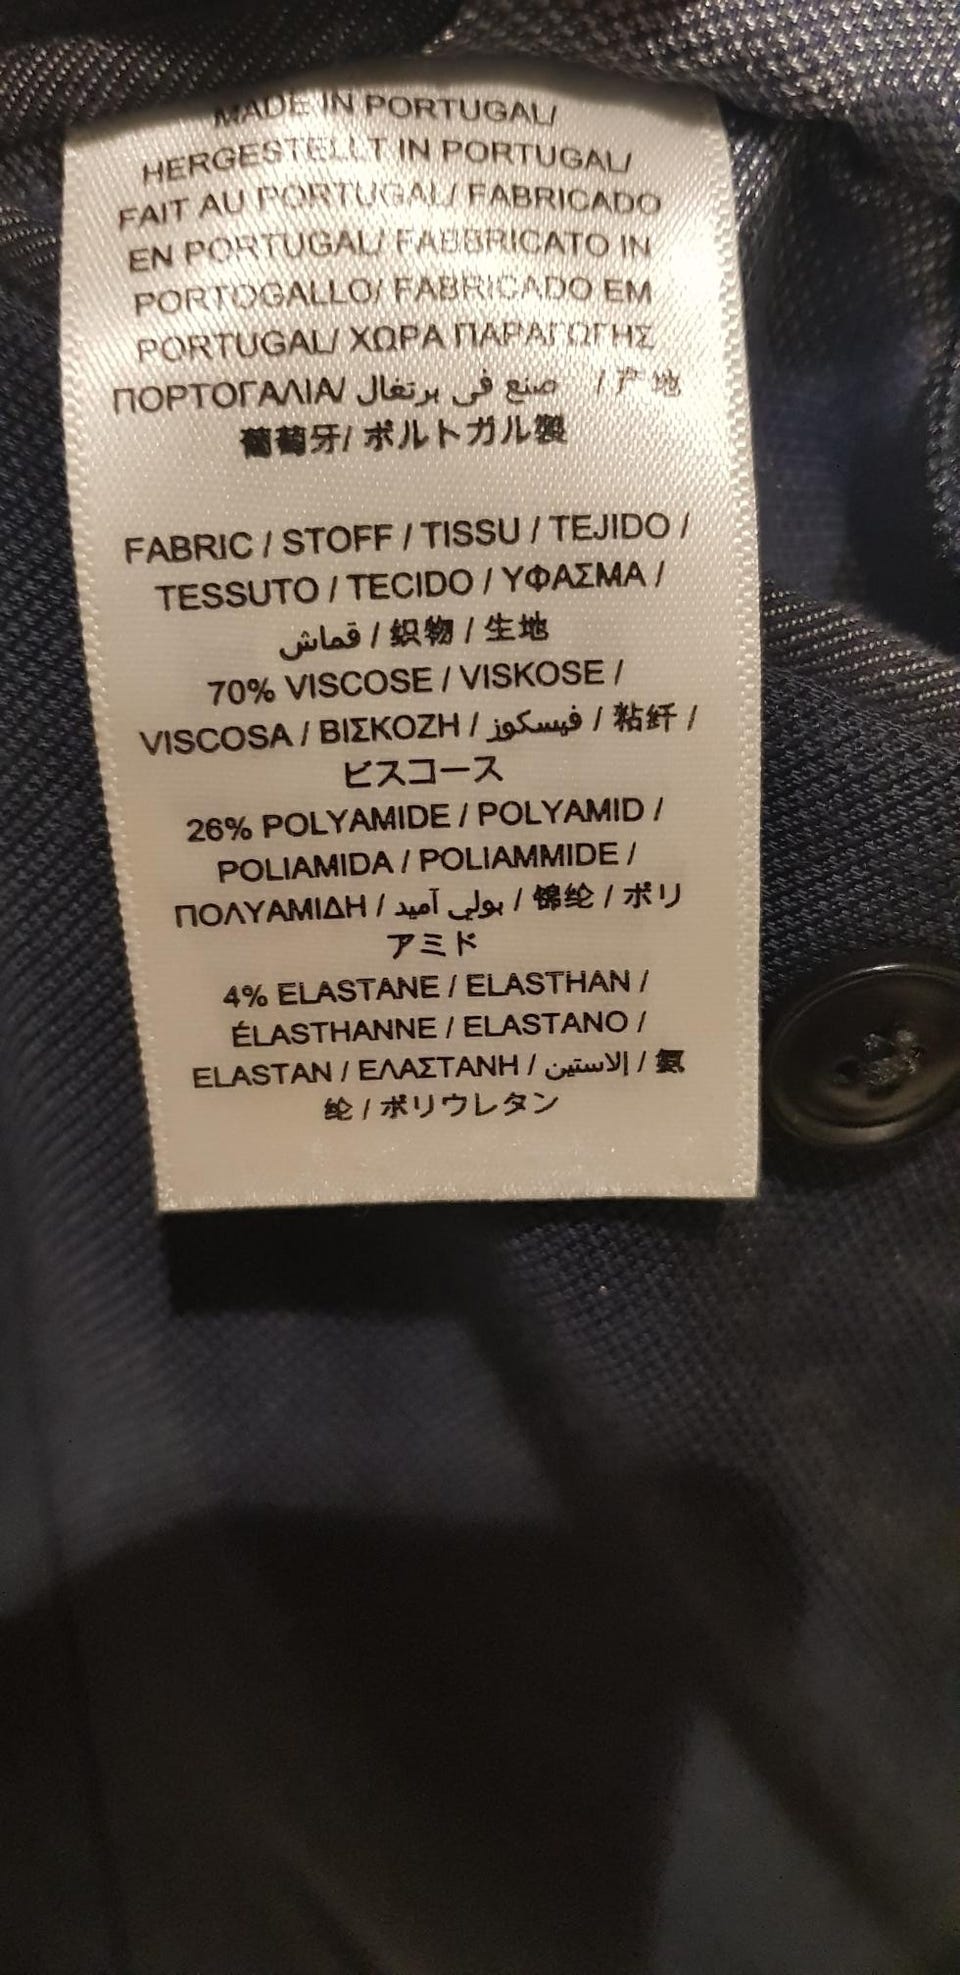 MADE IN PORTUGAL/
HERGESTELLT IN PORTUGAL/
FAIT AU PORTUGAL/ FABRICADO
EN PORTUGAL/ FABBRICATO IN
PORTOGALLO/ FABRICADO EM
PORTUGAL/ ΧΩΡΑ ΠΑΡΑΓΩΓΗΣ
ΠΟΡΤΟΓΑΛΙΑ/ صنع في برتغال / 产地
葡萄牙/ ポルトガル製
FABRIC / STOFF / TISSU / TEJIDO /
TESSUTO / TECIDO / ΥΦΑΣΜΑ /
قماش / 织物 / 生地
70% VISCOSE / VISKOSE /
VISCOSA / ΒΙΣΚΟΖΗ / فيسكوز / 粘纤 /
ビスコース
26% POLYAMIDE / POLYAMID /
POLIAMIDA / POLIAMMIDE /
ΠΟΛΥΑΜΙΔΗ / بولي آميد / 锦纶 / ポリ
アミド
4% ELASTANE / ELASTHAN /
ÉLASTHANNE / ELASTANO /
ELASTAN / ΕΛΑΣΤΑΝΗ / إلاستين / 氨
纶 / ポリウレタン